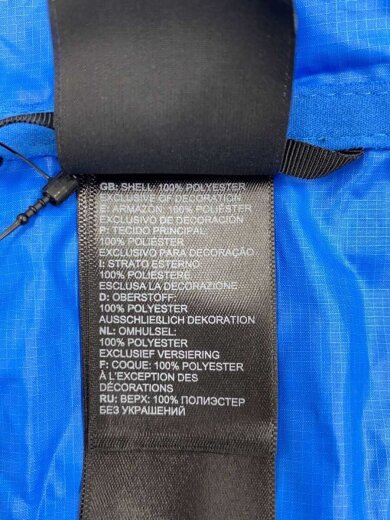 GB: SHELL: 100% POLYESTER
EXCLUSIVE OF DECORATION
E: ARMAZÓN: 100% POLIÉSTER
EXCLUSIVO DE DECORACIÓN
P: TECIDO PRINCIPAL:
100% POLIÉSTER
EXCLUSIVO PARA DECORAÇÃO
I: STRATO ESTERNO
100% POLIESTERE
ESCLUSA LA DECORAZIONE
D: OBERSTOFF:
100% POLYESTER
AUSSCHLIEßLICH DEKORATION
NL: OMHULSEL:
100% POLYESTER
EXCLUSIEF VERSIERING
F: COQUE: 100% POLYESTER
À L'EXCEPTION DES
DÉCORATIONS
RU: ВЕРХ: 100% ПОЛИЭСТЕР
БЕЗ УКРАШЕНИЙ